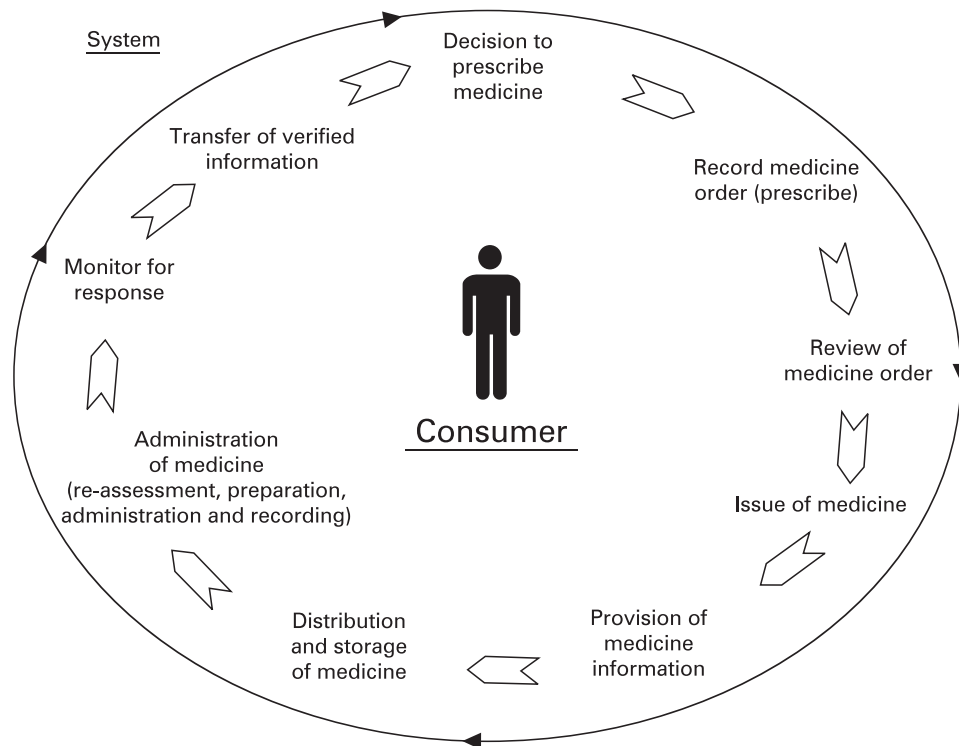 System
Decision to
prescribe
medicine
Record medicine
order (prescribe)
Review of
medicine order
Issue of medicine
Provision of
medicine
information
Distribution
and storage
of medicine
Administration
of medicine
(re-assessment, preparation,
administration and recording)
Monitor for
response
Transfer of verified
information
Consumer